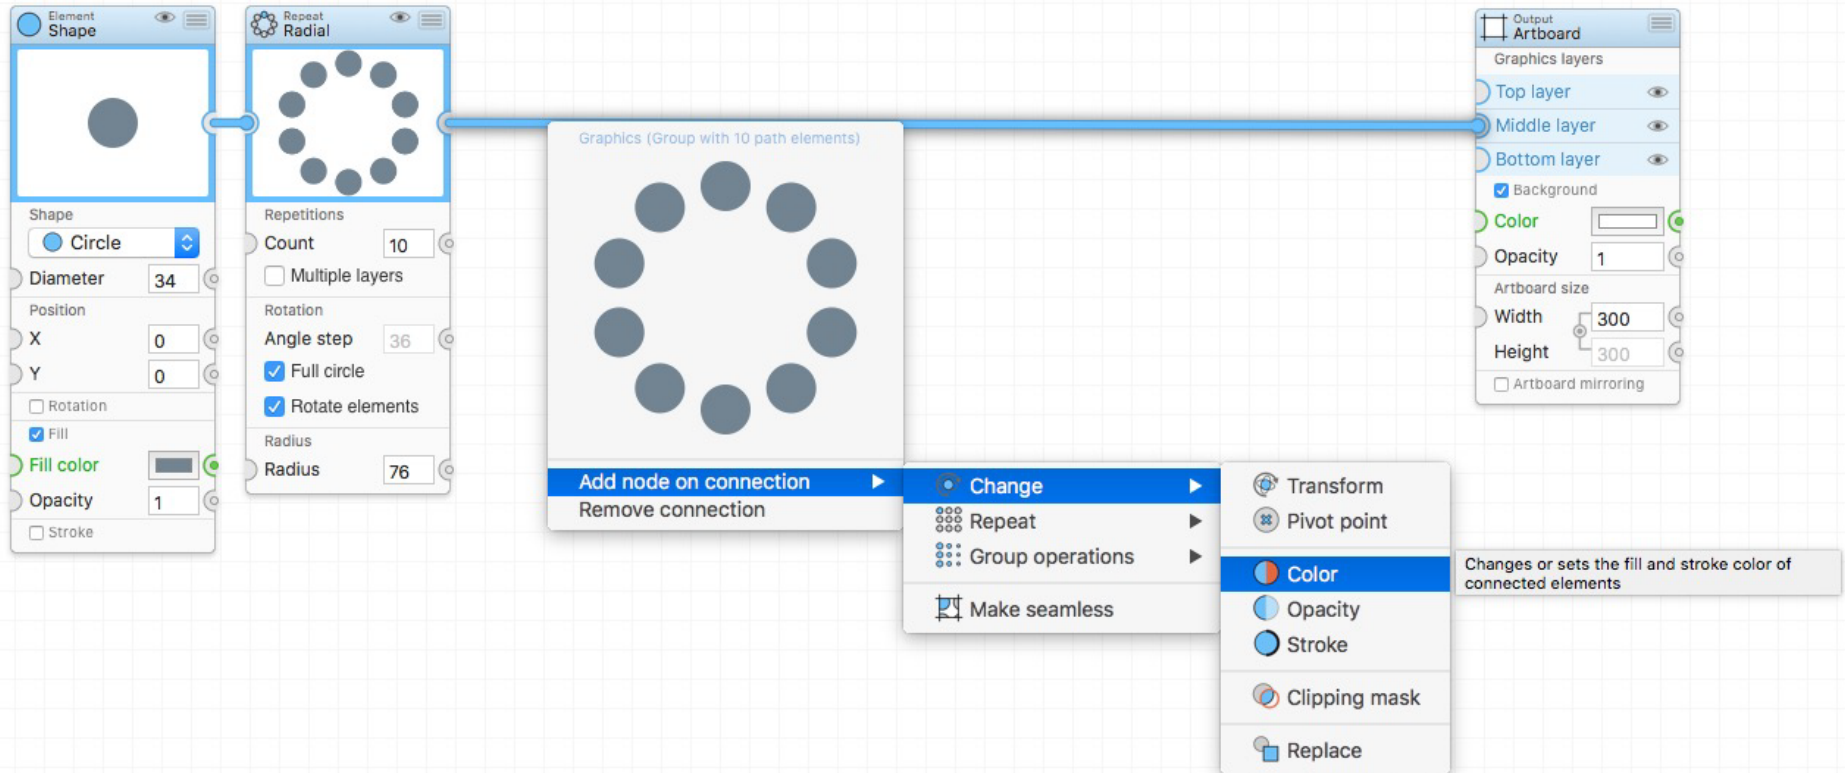 Element
Shape
Shape
Circle
Diameter 34
Position
X 0
Y 0
Rotation
Fill
Fill color
Opacity 1
Stroke
Repeat
Radial
Repetitions
Count 10
Multiple layers
Rotation
Angle step 36
Full circle
Rotate elements
Radius
Radius 76
Graphics (Group with 10 path elements)
Add node on connection
Remove connection
Change
Repeat
Group operations
Make seamless
Transform
Pivot point
Color
Opacity
Stroke
Clipping mask
Replace
Changes or sets the fill and stroke color of
connected elements
Output
Artboard
Graphics layers
Top layer
Middle layer
Bottom layer
Background
Color
Opacity 1
Artboard size
Width 300
Height 300
Artboard mirroring